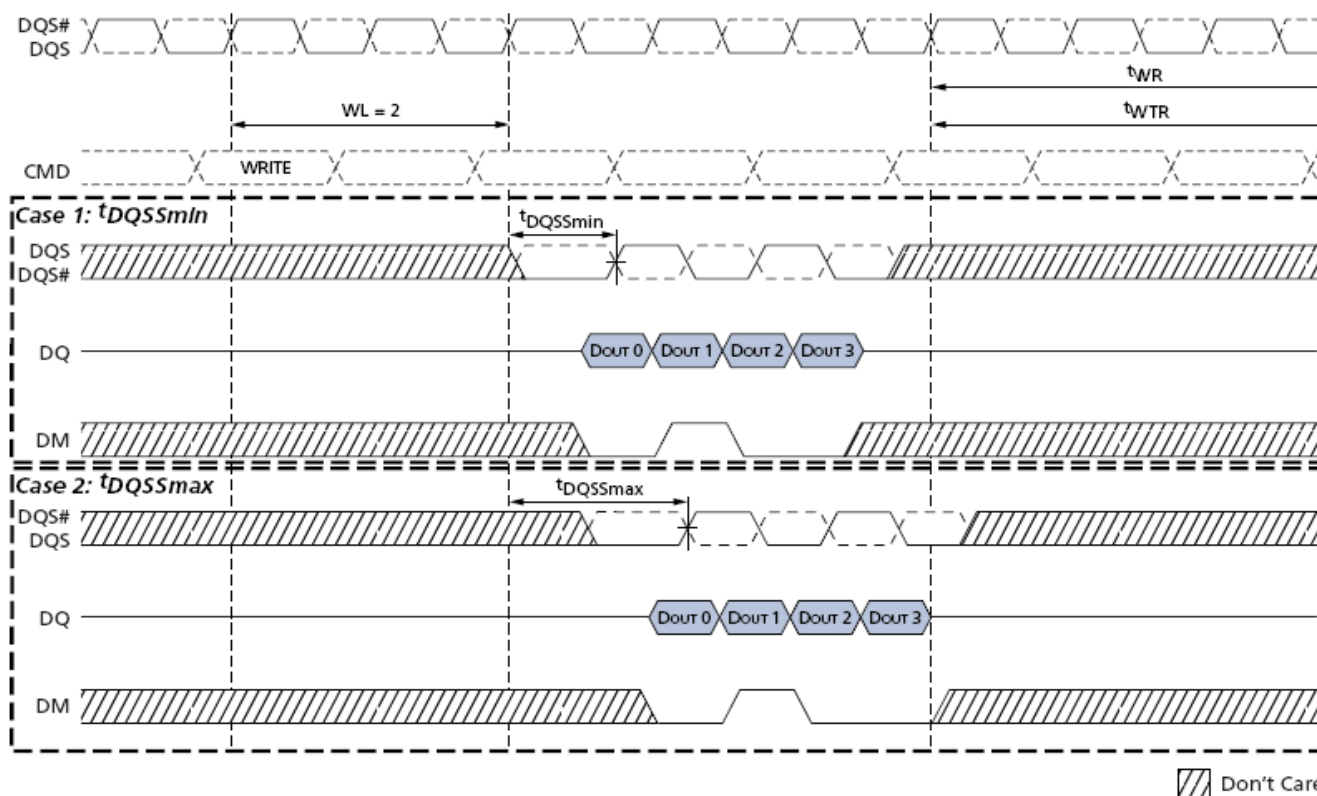 DQS#
DQS
tWR
WL = 2
tWTR
CMD
WRITE
Case 1: tDQSSmin
tDQSSmin
DQS
DQS#
DQ
DOUT 0 DOUT 1 DOUT 2 DOUT 3
DM
Case 2: tDQSSmax
tDQSSmax
DQS#
DQS
DQ
DOUT 0 DOUT 1 DOUT 2 DOUT 3
DM
Don't Care